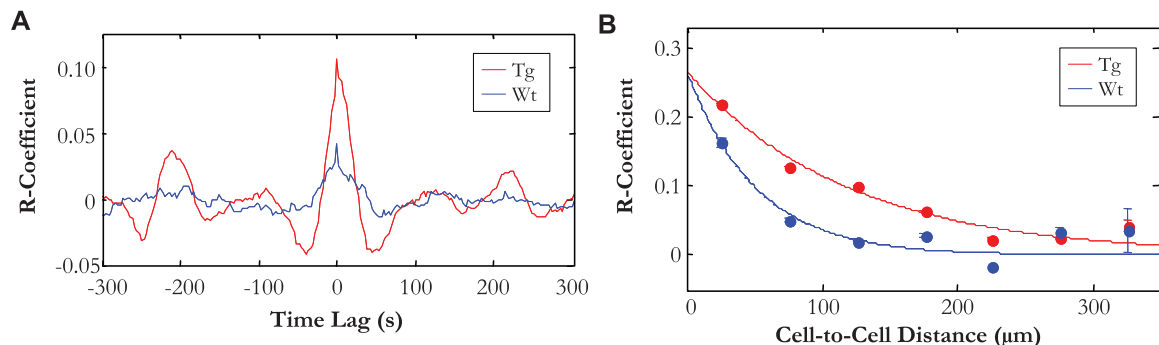 A
R-Coefficient
0.10
0.05
0
-0.05
-300
-200
-100
0
100
200
300
Time Lag (s)
Tg
Wt
B
R-Coefficient
0.3
0.2
0.1
0
0
100
200
300
Cell-to-Cell Distance (μm)
Tg
Wt